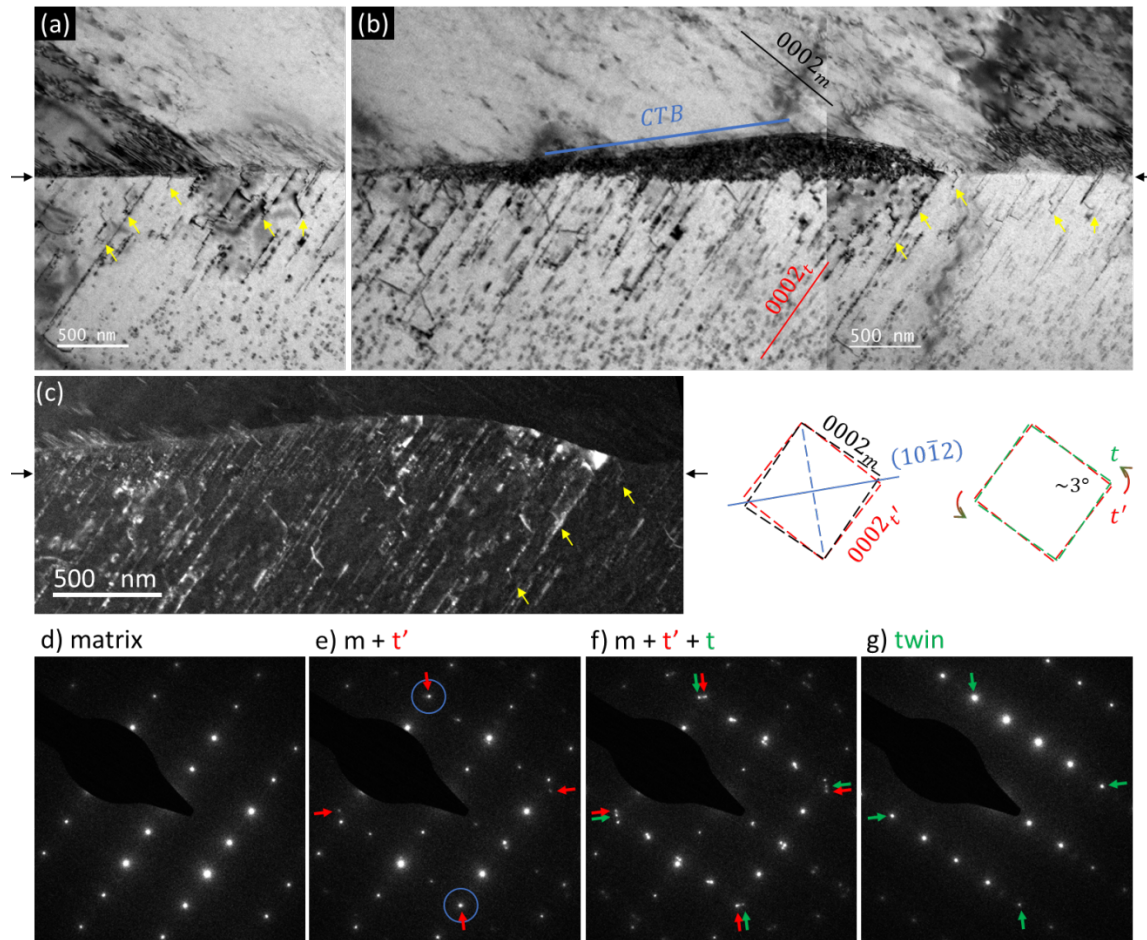 (a)
(b)
0002m
CTB
0002t
500 nm
500 nm
(c)
500 nm
0002m
(101̄2)
0002t'
t
~3°
t'
d) matrix
e) m + t'
f) m + t' + t
g) twin